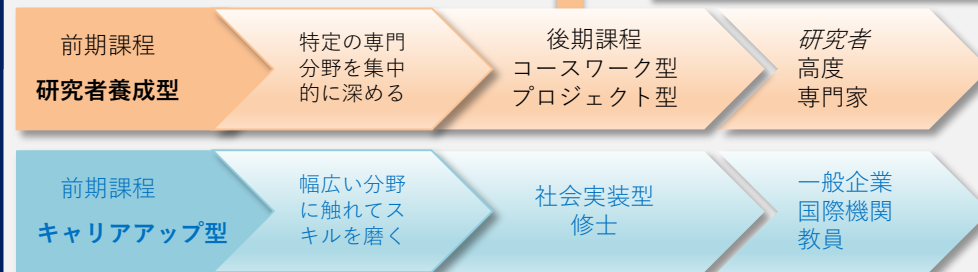 前期課程
研究者養成型
特定の専門
分野を集中
的に深める
後期課程
コースワーク型
プロジェクト型
研究者
高度
専門家
前期課程
キャリアアップ型
幅広い分野
に触れてス
キルを磨く
社会実装型
修士
一般企業
国際機関
教員